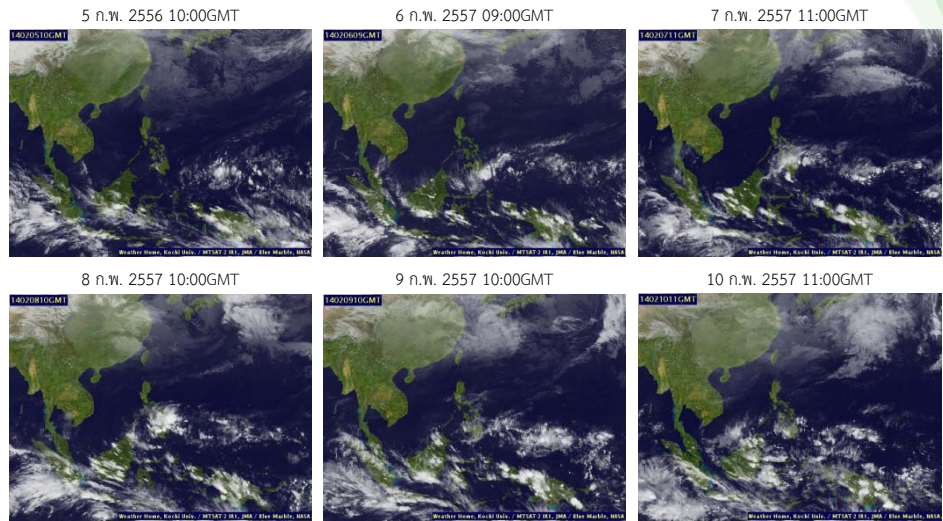 5 ก.พ. 2556 10:00GMT
6 ก.พ. 2557 09:00GMT
7 ก.พ. 2557 11:00GMT
14020510GMT
14020609GMT
14020711GMT
Weather Home, Kochi Univ. / MTSAT-2 IR1, JMA / Blue Marble, NASA
Weather Home, Kochi Univ. / MTSAT-2 IR1, JMA / Blue Marble, NASA
Weather Home, Kochi Univ. / MTSAT-2 IR1, JMA / Blue Marble, NASA
8 ก.พ. 2557 10:00GMT
9 ก.พ. 2557 10:00GMT
10 ก.พ. 2557 11:00GMT
14020810GMT
14020910GMT
14021011GMT
Weather Home, Kochi Univ. / MTSAT-2 IR1, JMA / Blue Marble, NASA
Weather Home, Kochi Univ. / MTSAT-2 IR1, JMA / Blue Marble, NASA
Weather Home, Kochi Univ. / MTSAT-2 IR1, JMA / Blue Marble, NASA